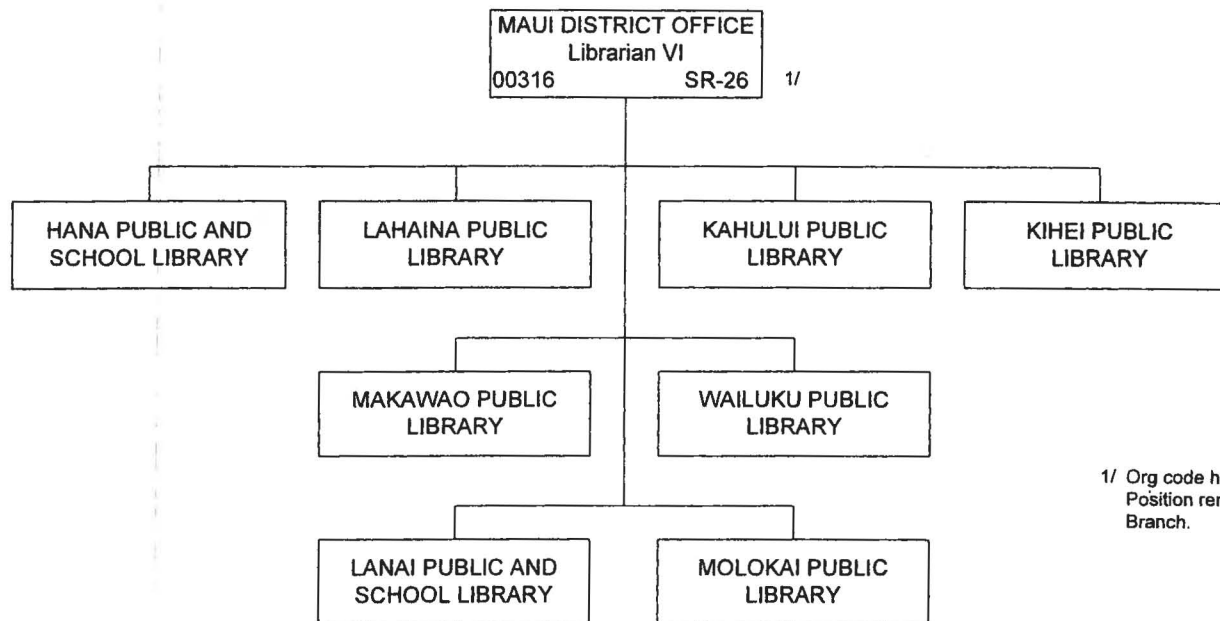 MAUI DISTRICT OFFICE
Librarian VI
00316 SR-26 1/
HANA PUBLIC AND
SCHOOL LIBRARY
LAHAINA PUBLIC
LIBRARY
KAHULUI PUBLIC
LIBRARY
KIHEI PUBLIC
LIBRARY
MAKAWAO PUBLIC
LIBRARY
WAILUKU PUBLIC
LIBRARY
1/ Org code
Position
Branch.
LANAI PUBLIC AND
SCHOOL LIBRARY
MOLOKAI PUBLIC
LIBRARY